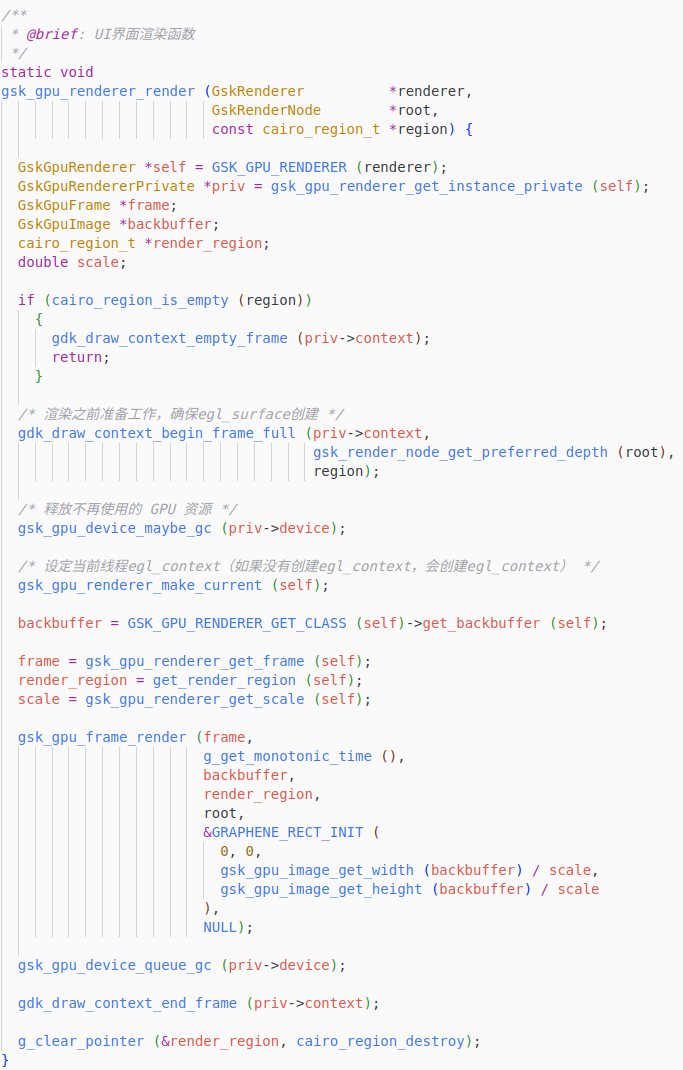 /**
 * @brief: UI界面渲染函数
 */
static void
gsk_gpu_renderer_render (GskRenderer          *renderer,
                         GskRenderNode        *root,
                         const cairo_region_t *region) {

  GskGpuRenderer *self = GSK_GPU_RENDERER (renderer);
  GskGpuRendererPrivate *priv = gsk_gpu_renderer_get_instance_private (self);
  GskGpuFrame *frame;
  GskGpuImage *backbuffer;
  cairo_region_t *render_region;
  double scale;

  if (cairo_region_is_empty (region))
    {
      gdk_draw_context_empty_frame (priv->context);
      return;
    }

  /* 渲染之前准备工作，确保egl_surface创建 */
  gdk_draw_context_begin_frame_full (priv->context,
                                     gsk_render_node_get_preferred_depth (root),
                                     region);

  /* 释放不再使用的 GPU 资源 */
  gsk_gpu_device_maybe_gc (priv->device);

  /* 设定当前线程egl_context（如果没有创建egl_context，会创建egl_context） */
  gsk_gpu_renderer_make_current (self);

  backbuffer = GSK_GPU_RENDERER_GET_CLASS (self)->get_backbuffer (self);

  frame = gsk_gpu_renderer_get_frame (self);
  render_region = get_render_region (self);
  scale = gsk_gpu_renderer_get_scale (self);

  gsk_gpu_frame_render (frame,
                        g_get_monotonic_time (),
                        backbuffer,
                        render_region,
                        root,
                        &GRAPHENE_RECT_INIT (
                          0, 0,
                          gsk_gpu_image_get_width (backbuffer) / scale,
                          gsk_gpu_image_get_height (backbuffer) / scale
                        ),
                        NULL);

  gsk_gpu_device_queue_gc (priv->device);

  gdk_draw_context_end_frame (priv->context);

  g_clear_pointer (&render_region, cairo_region_destroy);
}